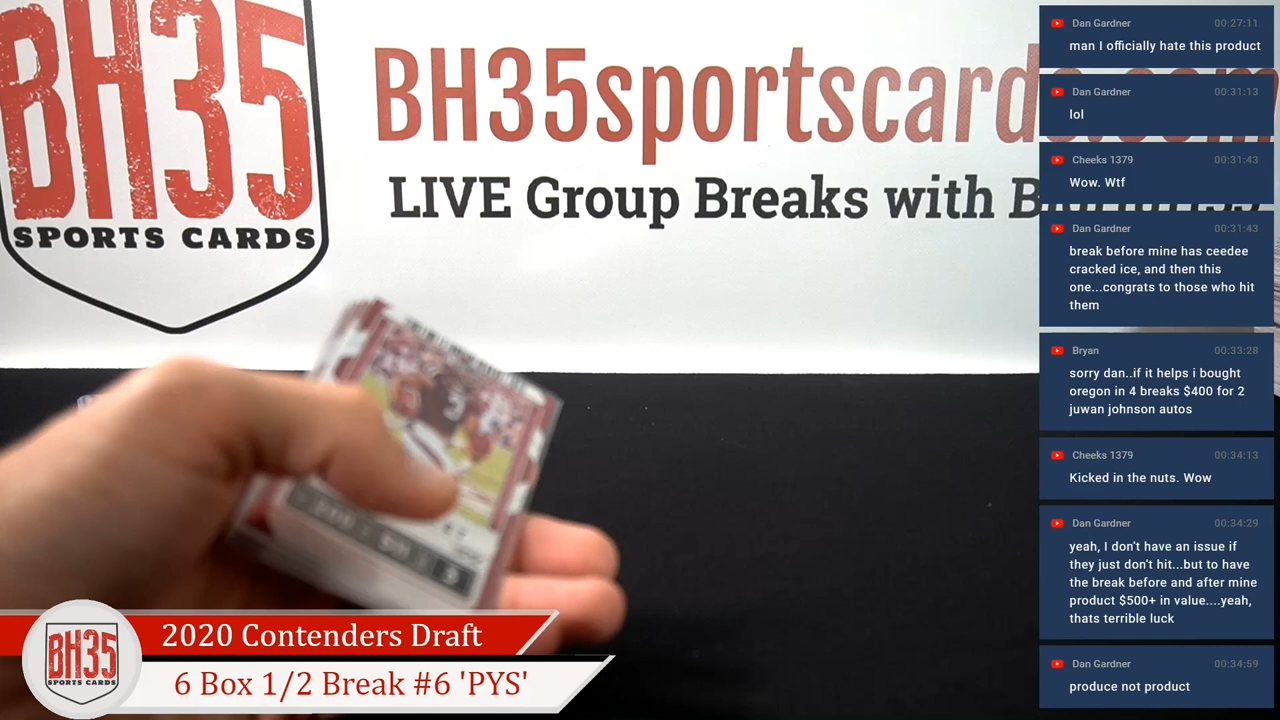 BH35
SPORTS CARDS
BH35sportscards.com
LIVE Group Breaks with
Dan Gardner 00:27:11
man I officially hate this product
Dan Gardner 00:31:13
lol
Cheeks 1379 00:31:43
Wow. Wtf
Dan Gardner 00:31:43
break before mine has ceedee
cracked ice, and then this
one...congrats to those who hit
them
Bryan 00:33:28
sorry dan..if it helps i bought
oregon in 4 breaks $400 for 2
juwan johnson autos
Cheeks 1379 00:34:13
Kicked in the nuts. Wow
Dan Gardner 00:34:29
yeah, I don't have an issue if
they just don't hit...but to have
the break before and after mine
product $500+ in value....yeah,
thats terrible luck
Dan Gardner 00:34:59
produce not product
BH35
SPORTS CARDS
2020 Contenders Draft
6 Box 1/2 Break #6 'PYS'